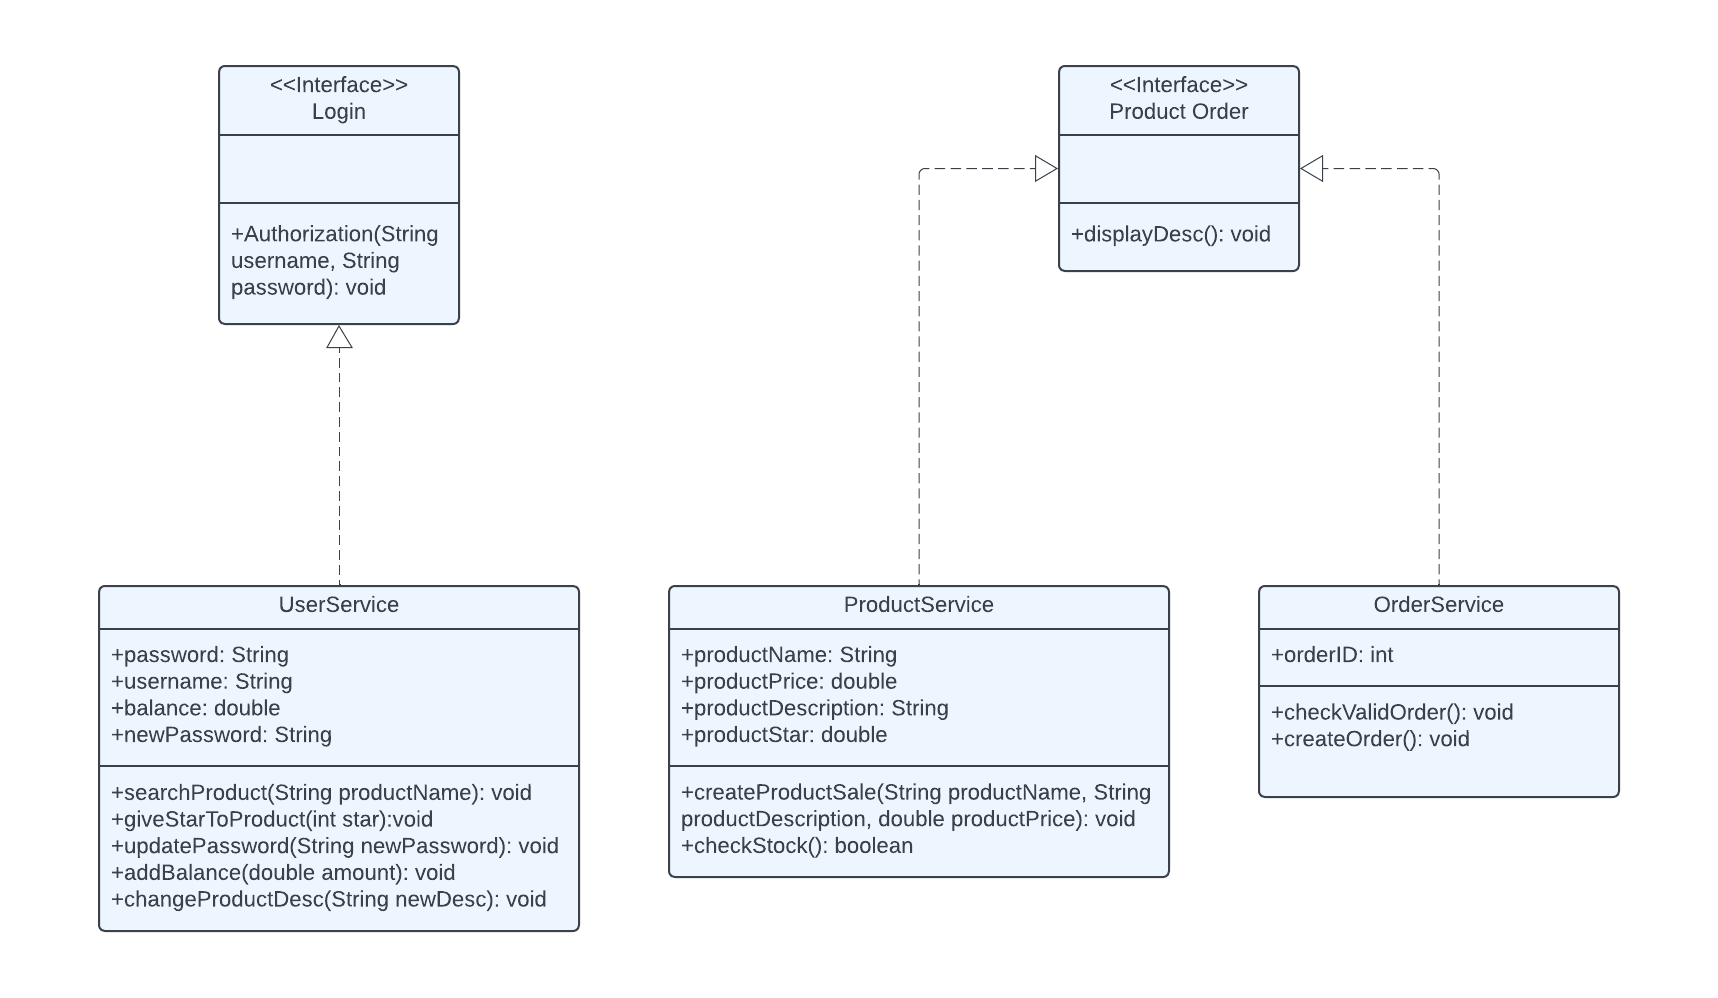 <<Interface>>
Login
+Authorization(String
username, String
password): void
<<Interface>>
Product Order
+displayDesc(): void
UserService
+password: String
+username: String
+balance: double
+newPassword: String
+searchProduct(String productName): void
+giveStarToProduct(int star):void
+updatePassword(String newPassword): void
+addBalance(double amount): void
+changeProductDesc(String newDesc): void
ProductService
+productName: String
+productPrice: double
+productDescription: String
+productStar: double
+createProductSale(String productName, String
productDescription, double productPrice): void
+checkStock(): boolean
OrderService
+orderID: int
+checkValidOrder(): void
+createOrder(): void